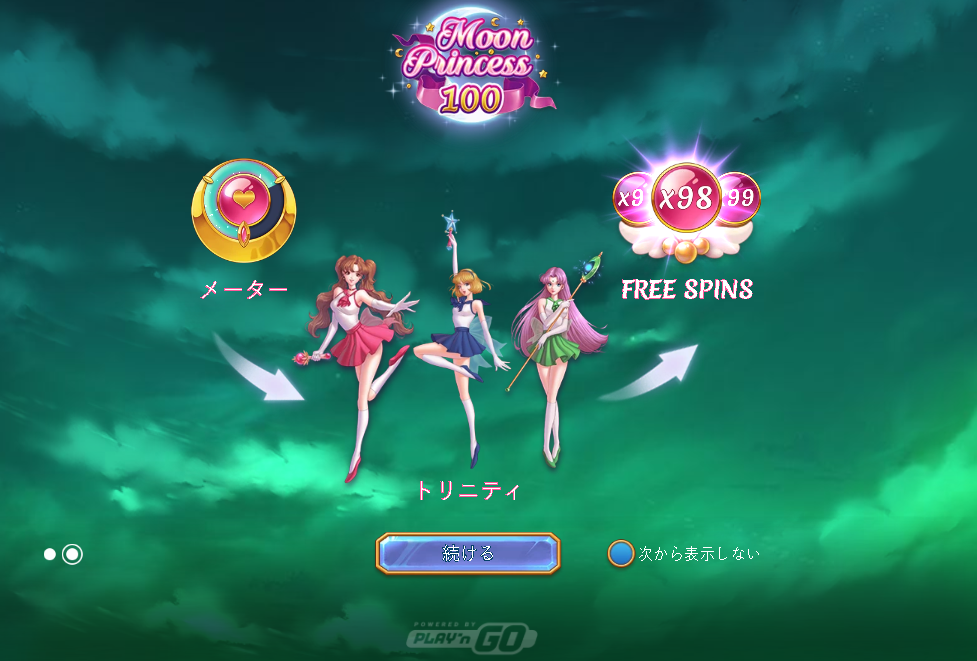 Moon
Princess
100
メーター
x9 x98 99
FREE SPINS
トリニティ
続ける
次から表示しない
POWERED BY
PLAY'n GO